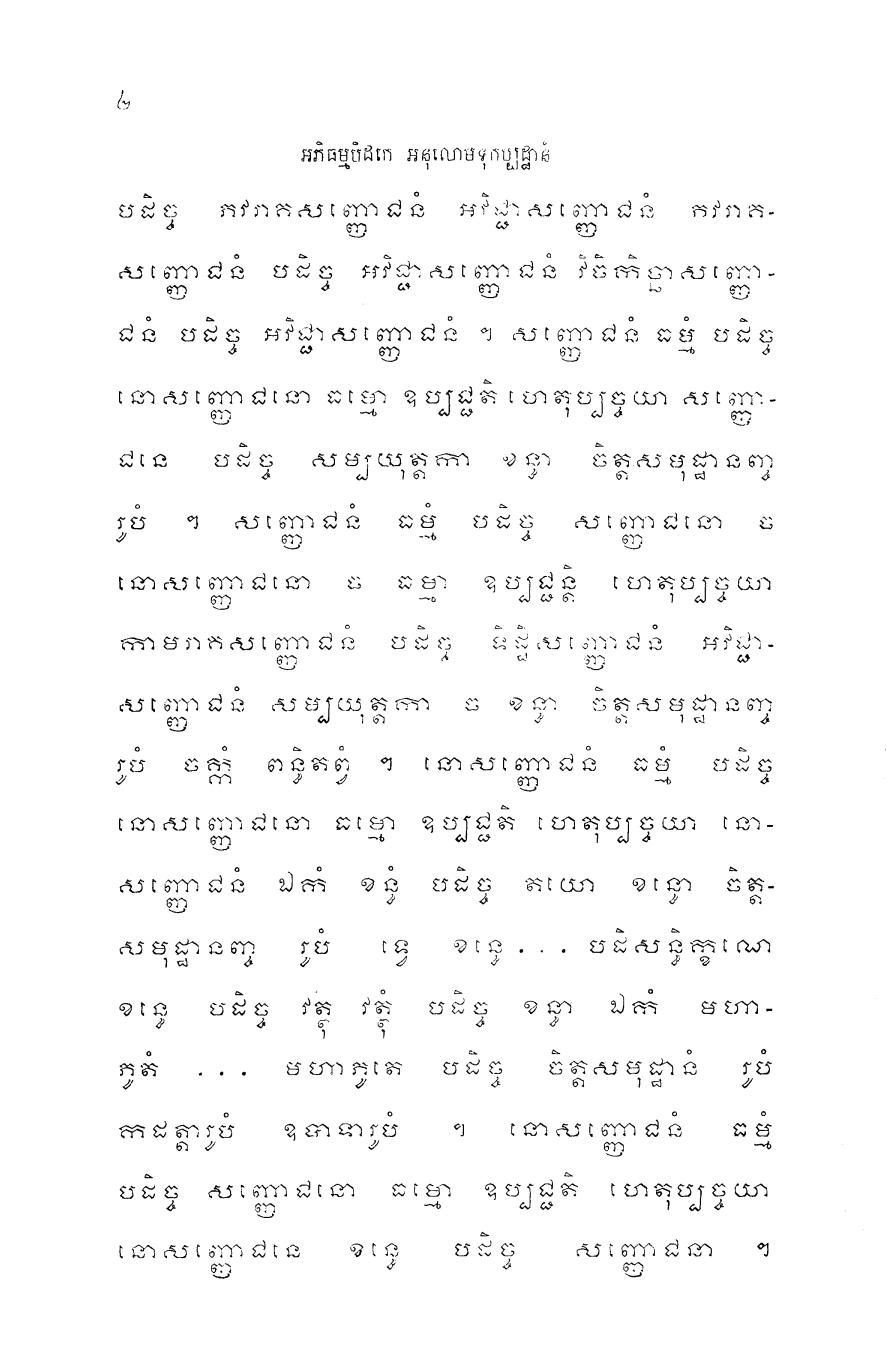 ២
អភិធម្មបិដកេ អនុលោមទុកប្បដ្ឋានំ
បដិច្ច ភវរាគសញ្ញោជនំ អវិជ្ជាសញ្ញោជនំ ភវរាគ-
សញ្ញោជនំ បដិច្ច អវិជ្ជាសញ្ញោជនំ វិចិកិច្ឆាសញ្ញោ-
ជនំ បដិច្ច អវិជ្ជាសញ្ញោជនំ ។ សញ្ញោជនំ ធម្មំ បដិច្ច
នោសញ្ញោជនោ ធម្មោ ឧប្បជ្ជតិ ហេតុប្បច្ចយា សញ្ញោ-
ជនេ បដិច្ច សម្បយុត្តកា ខន្ធា ចិត្តសមុដ្ឋានញ្ច
រូបំ ។ សញ្ញោជនំ ធម្មំ បដិច្ច សញ្ញោជនោ ច
នោសញ្ញោជនោ ច ធម្មា ឧប្បជ្ជន្តិ ហេតុប្បច្ចយា
កាមរាគសញ្ញោជនំ បដិច្ច ទិដ្ឋិសញ្ញោជនំ អវិជ្ជា-
សញ្ញោជនំ សម្បយុត្តកា ច ខន្ធា ចិត្តសមុដ្ឋានញ្ច
រូបំ ចក្កំ ពន្ធិតព្វំ ។ នោសញ្ញោជនំ ធម្មំ បដិច្ច
នោសញ្ញោជនោ ធម្មោ ឧប្បជ្ជតិ ហេតុប្បច្ចយា នោ-
សញ្ញោជនំ ឯកំ ខន្ធំ បដិច្ច តយោ ខន្ធោ ចិត្ត-
សមុដ្ឋានញ្ច រូបំ ទ្វេ ខន្ធេ . . . បដិសន្ធិក្ខណេ
ខន្ធេ បដិច្ច វត្ថុ វត្ថុំ បដិច្ច ខន្ធា ឯកំ មហា-
ភូតំ . . . មហាភូតេ បដិច្ច ចិត្តសមុដ្ឋានំ រូបំ
កដត្តារូបំ ឧបាទារូបំ ។ នោសញ្ញោជនំ ធម្មំ
បដិច្ច សញ្ញោជនោ ធម្មោ ឧប្បជ្ជតិ ហេតុប្បច្ចយា
នោសញ្ញោជនេ ខន្ធេ បដិច្ច សញ្ញោជនា ។